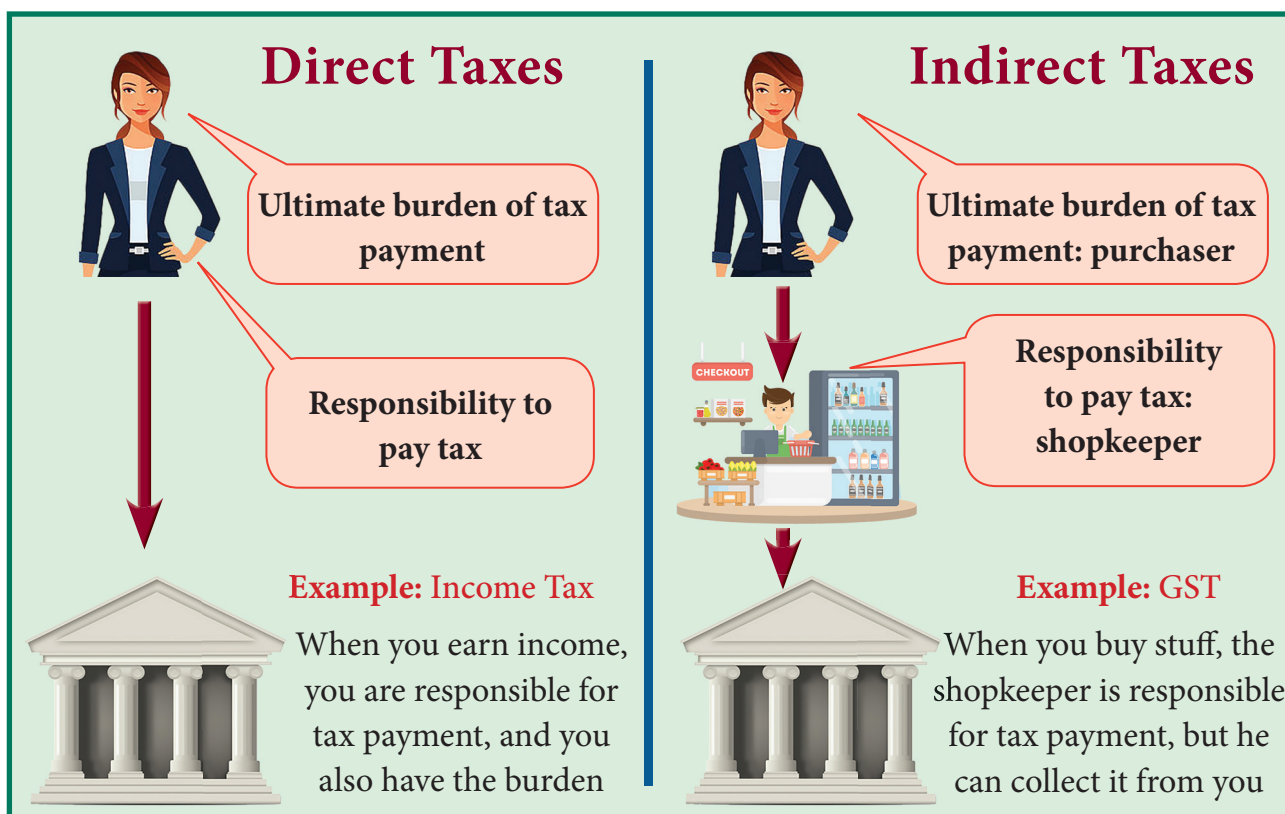 Direct Taxes
Ultimate burden of tax
payment
Responsibility to
pay tax
Example: Income Tax
When you earn income,
you are responsible for
tax payment, and you
also have the burden
Indirect Taxes
Ultimate burden of tax
payment: purchaser
CHECKOUT
Responsibility
to pay tax:
shopkeeper
Example: GST
When you buy stuff, the
shopkeeper is responsible
for tax payment, but he
can collect it from you